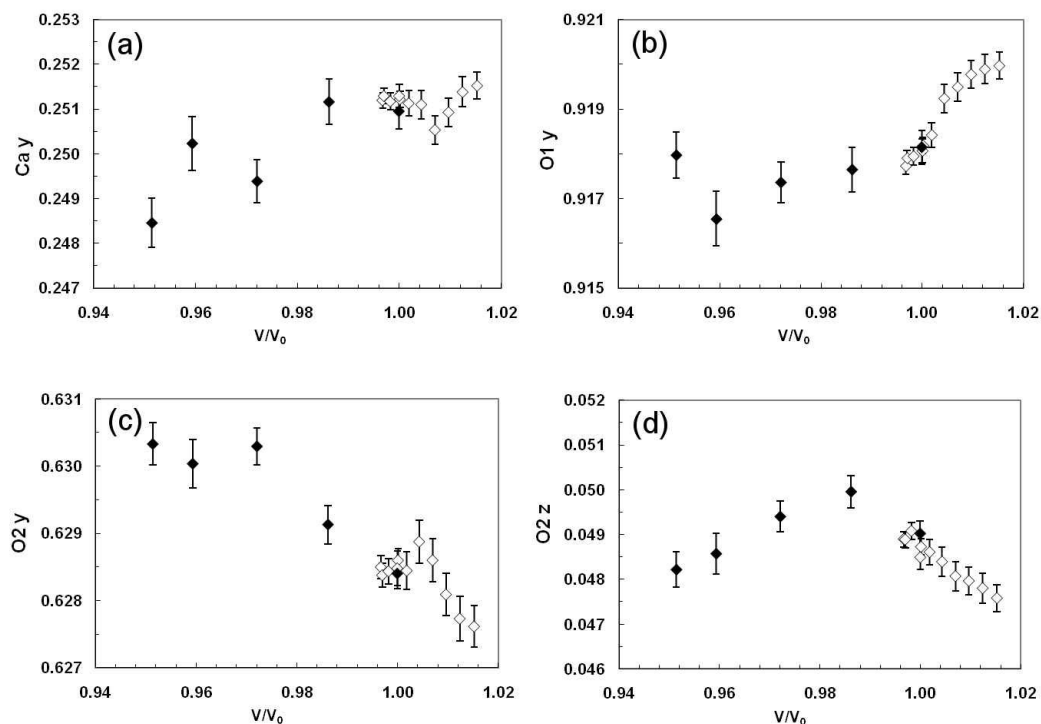 (a)
0.253
0.252
0.251
0.250
0.249
0.248
0.247
Ca y
0.94 0.96 0.98 1.00 1.02
V/V₀
(b)
0.921
0.919
0.917
0.915
O1 y
0.94 0.96 0.98 1.00 1.02
V/V₀
(c)
0.631
0.630
0.629
0.628
0.627
O2 y
0.94 0.96 0.98 1.00 1.02
V/V₀
(d)
0.052
0.051
0.050
0.049
0.048
0.047
0.046
O2 z
0.94 0.96 0.98 1.00 1.02
V/V₀